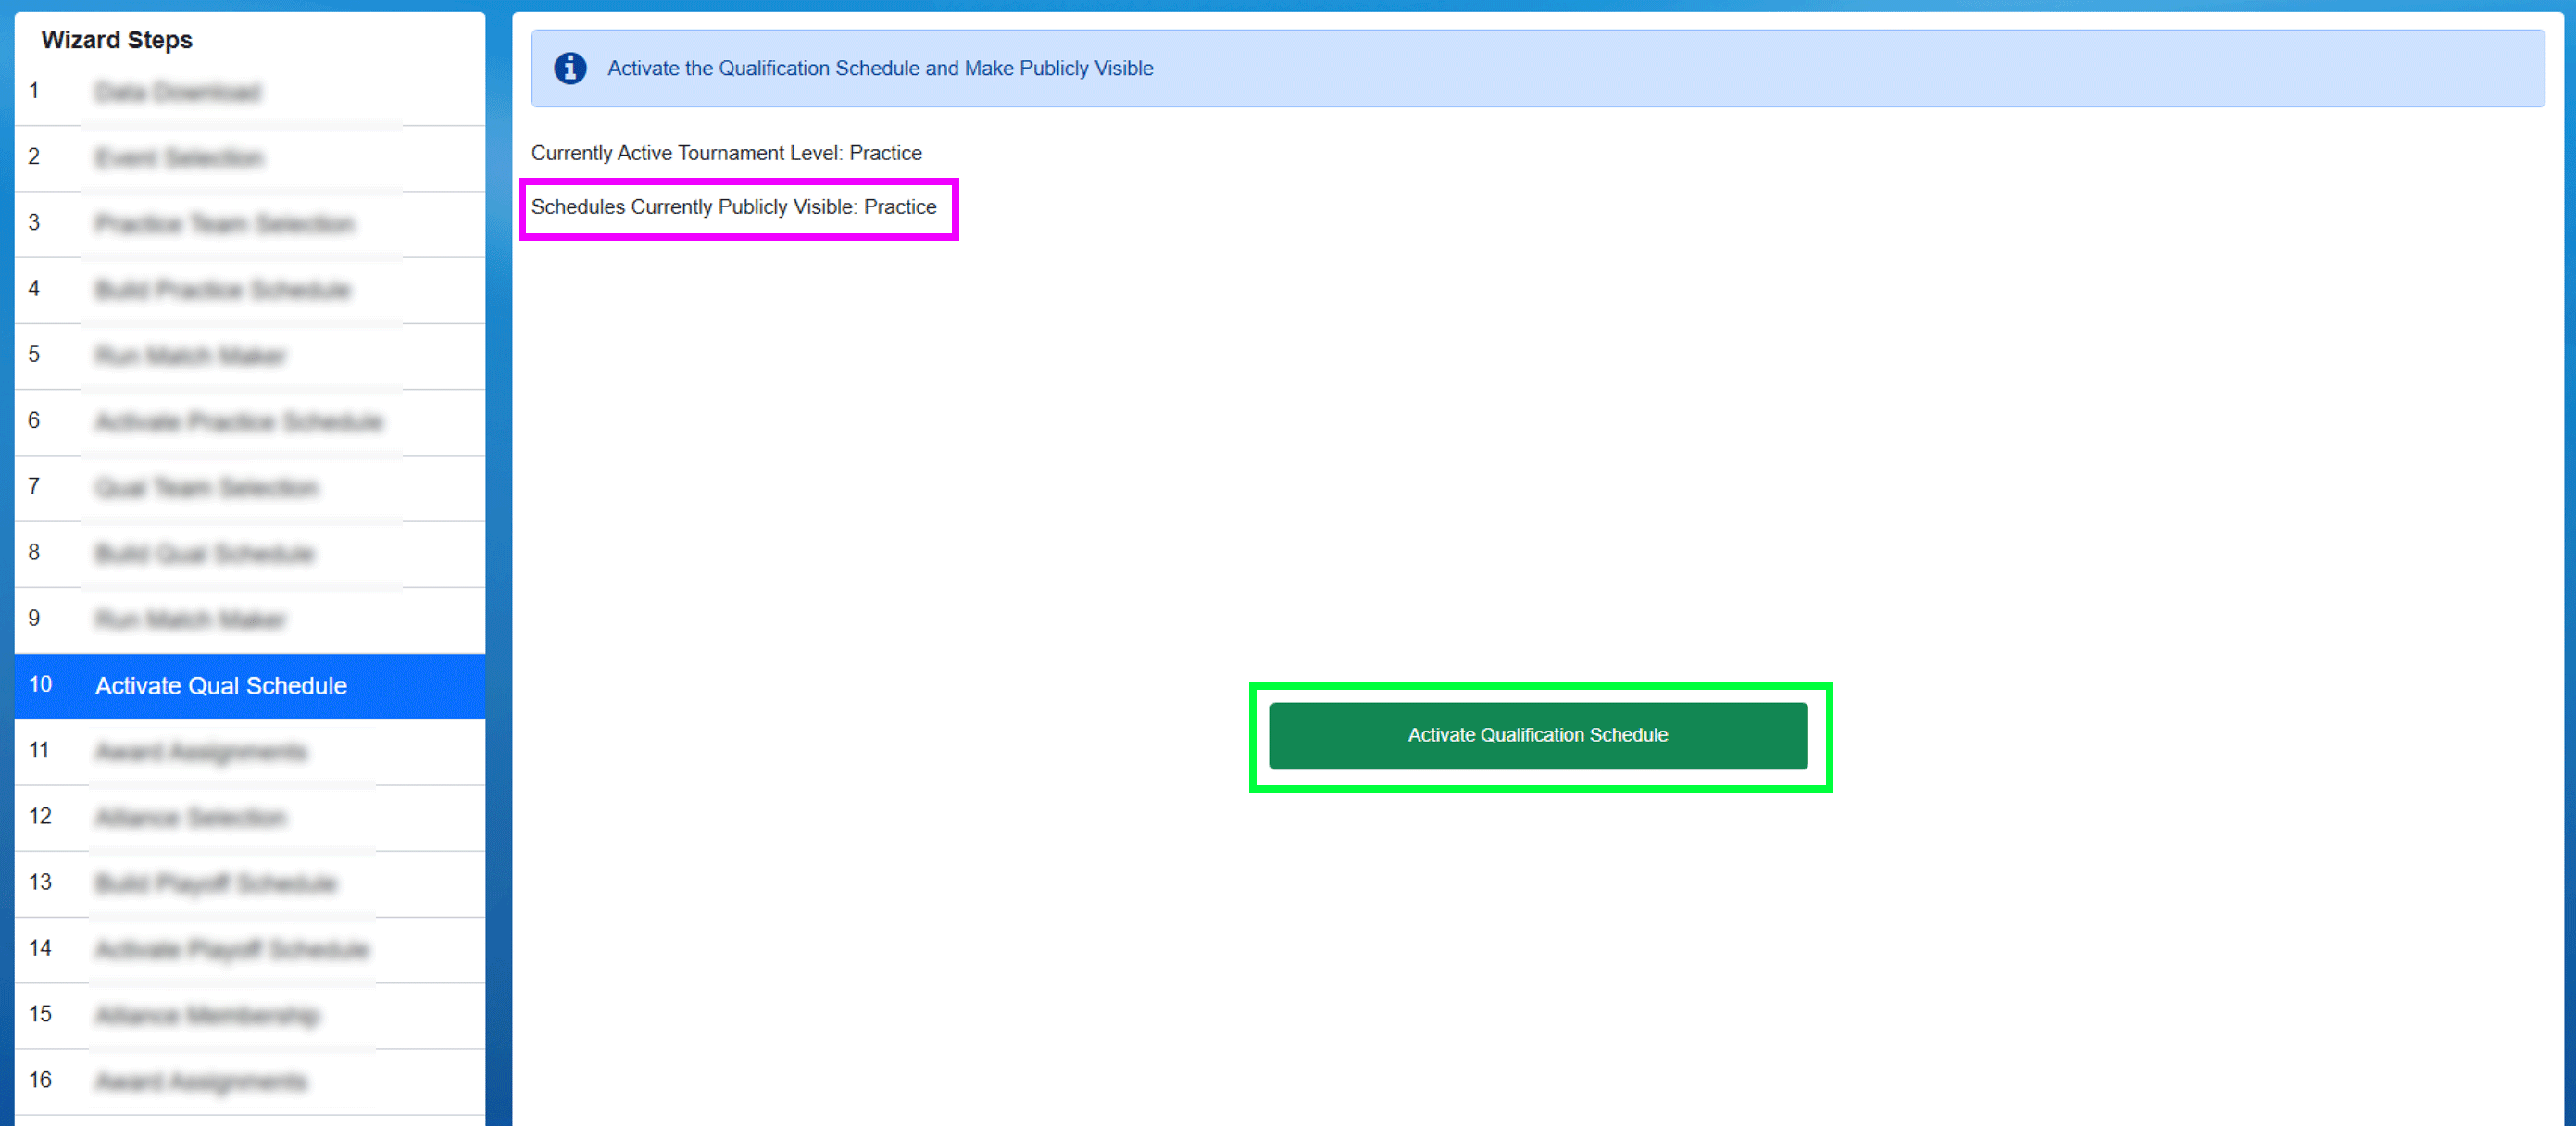 Wizard Steps
1 Data Download
2 Event Selection
3 Practice Team Selection
4 Build Practice Schedule
5 Run Match Maker
6 Activate Practice Schedule
7 Qual Team Selection
8 Build Qual Schedule
9 Run Match Maker
10 Activate Qual Schedule
11 Award Assignments
12 Alliance Selection
13 Build Playoff Schedule
14 Activate Playoff Schedule
15 Alliance Membership
16 Award Assignments
Activate the Qualification Schedule and Make Publicly Visible
Currently Active Tournament Level: Practice
Schedules Currently Publicly Visible: Practice
Activate Qualification Schedule